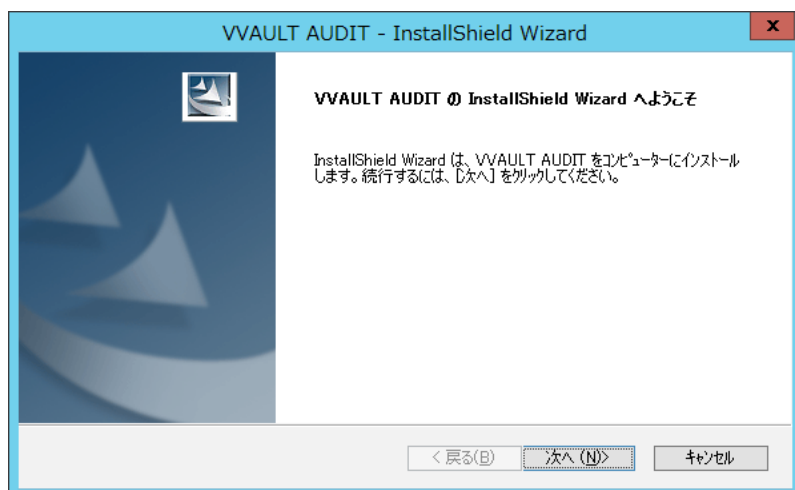 VVAULT AUDIT - InstallShield Wizard
x
VVAULT AUDIT の InstallShield Wizard へようこそ
InstallShield Wizard は、VVAULT AUDIT をコンピューターにインストール
します。続行するには、[次へ] をクリックしてください。
< 戻る(B)
次へ (N)>
キャンセル